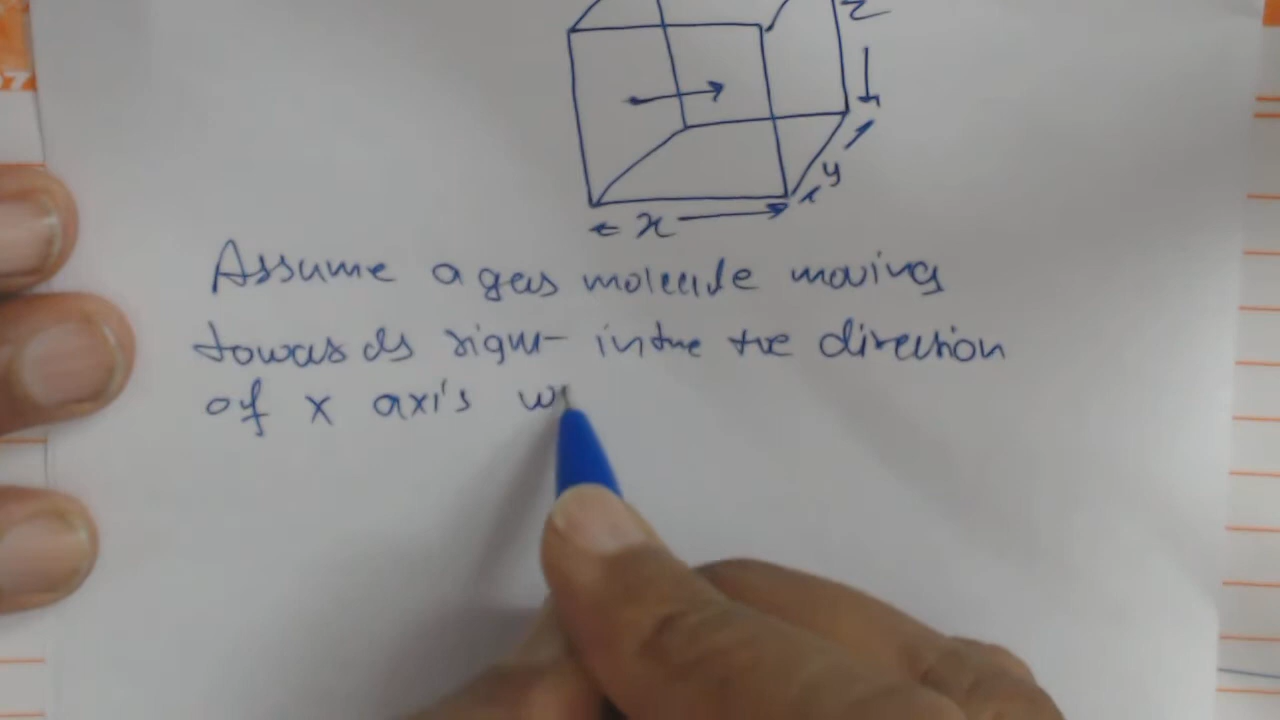 z
y
x
Assume a gas molecule moving
towards right in the +ve direction
of x axis w